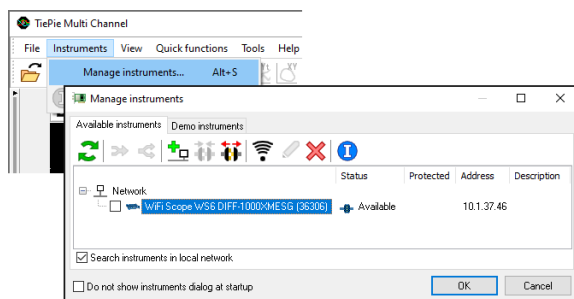 TiePie Multi Channel
File Instruments View Quick functions Tools Help
Manage instruments... Alt+S
Manage instruments
Available instruments Demo instruments
Status Protected Address Description
Network
WiFi Scope WS6 DIFF-1000XMESG (36306) Available 10.1.37.46
Search instruments in local network
Do not show instruments dialog at startup
OK Cancel